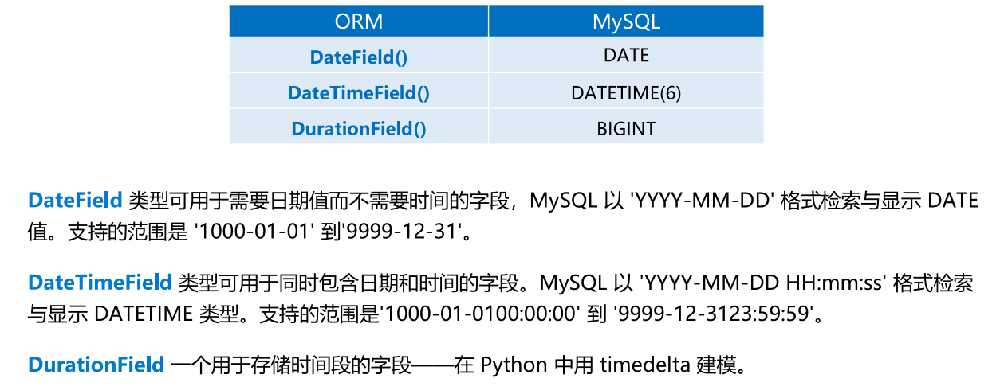 ORM MySQL
DateField() DATE
DateTimeField() DATETIME(6)
DurationField() BIGINT
DateField 类型可用于需要日期值而不需要时间的字段，MySQL 以 'YYYY-MM-DD' 格式检索与显示 DATE
值。支持的范围是 '1000-01-01' 到'9999-12-31'。
DateTimeField 类型可用于同时包含日期和时间的字段。MySQL 以 'YYYY-MM-DD HH:mm:ss' 格式检索
与显示 DATETIME 类型。支持的范围是'1000-01-0100:00:00' 到 '9999-12-3123:59:59'。
DurationField 一个用于存储时间段的字段——在 Python 中用 timedelta 建模。